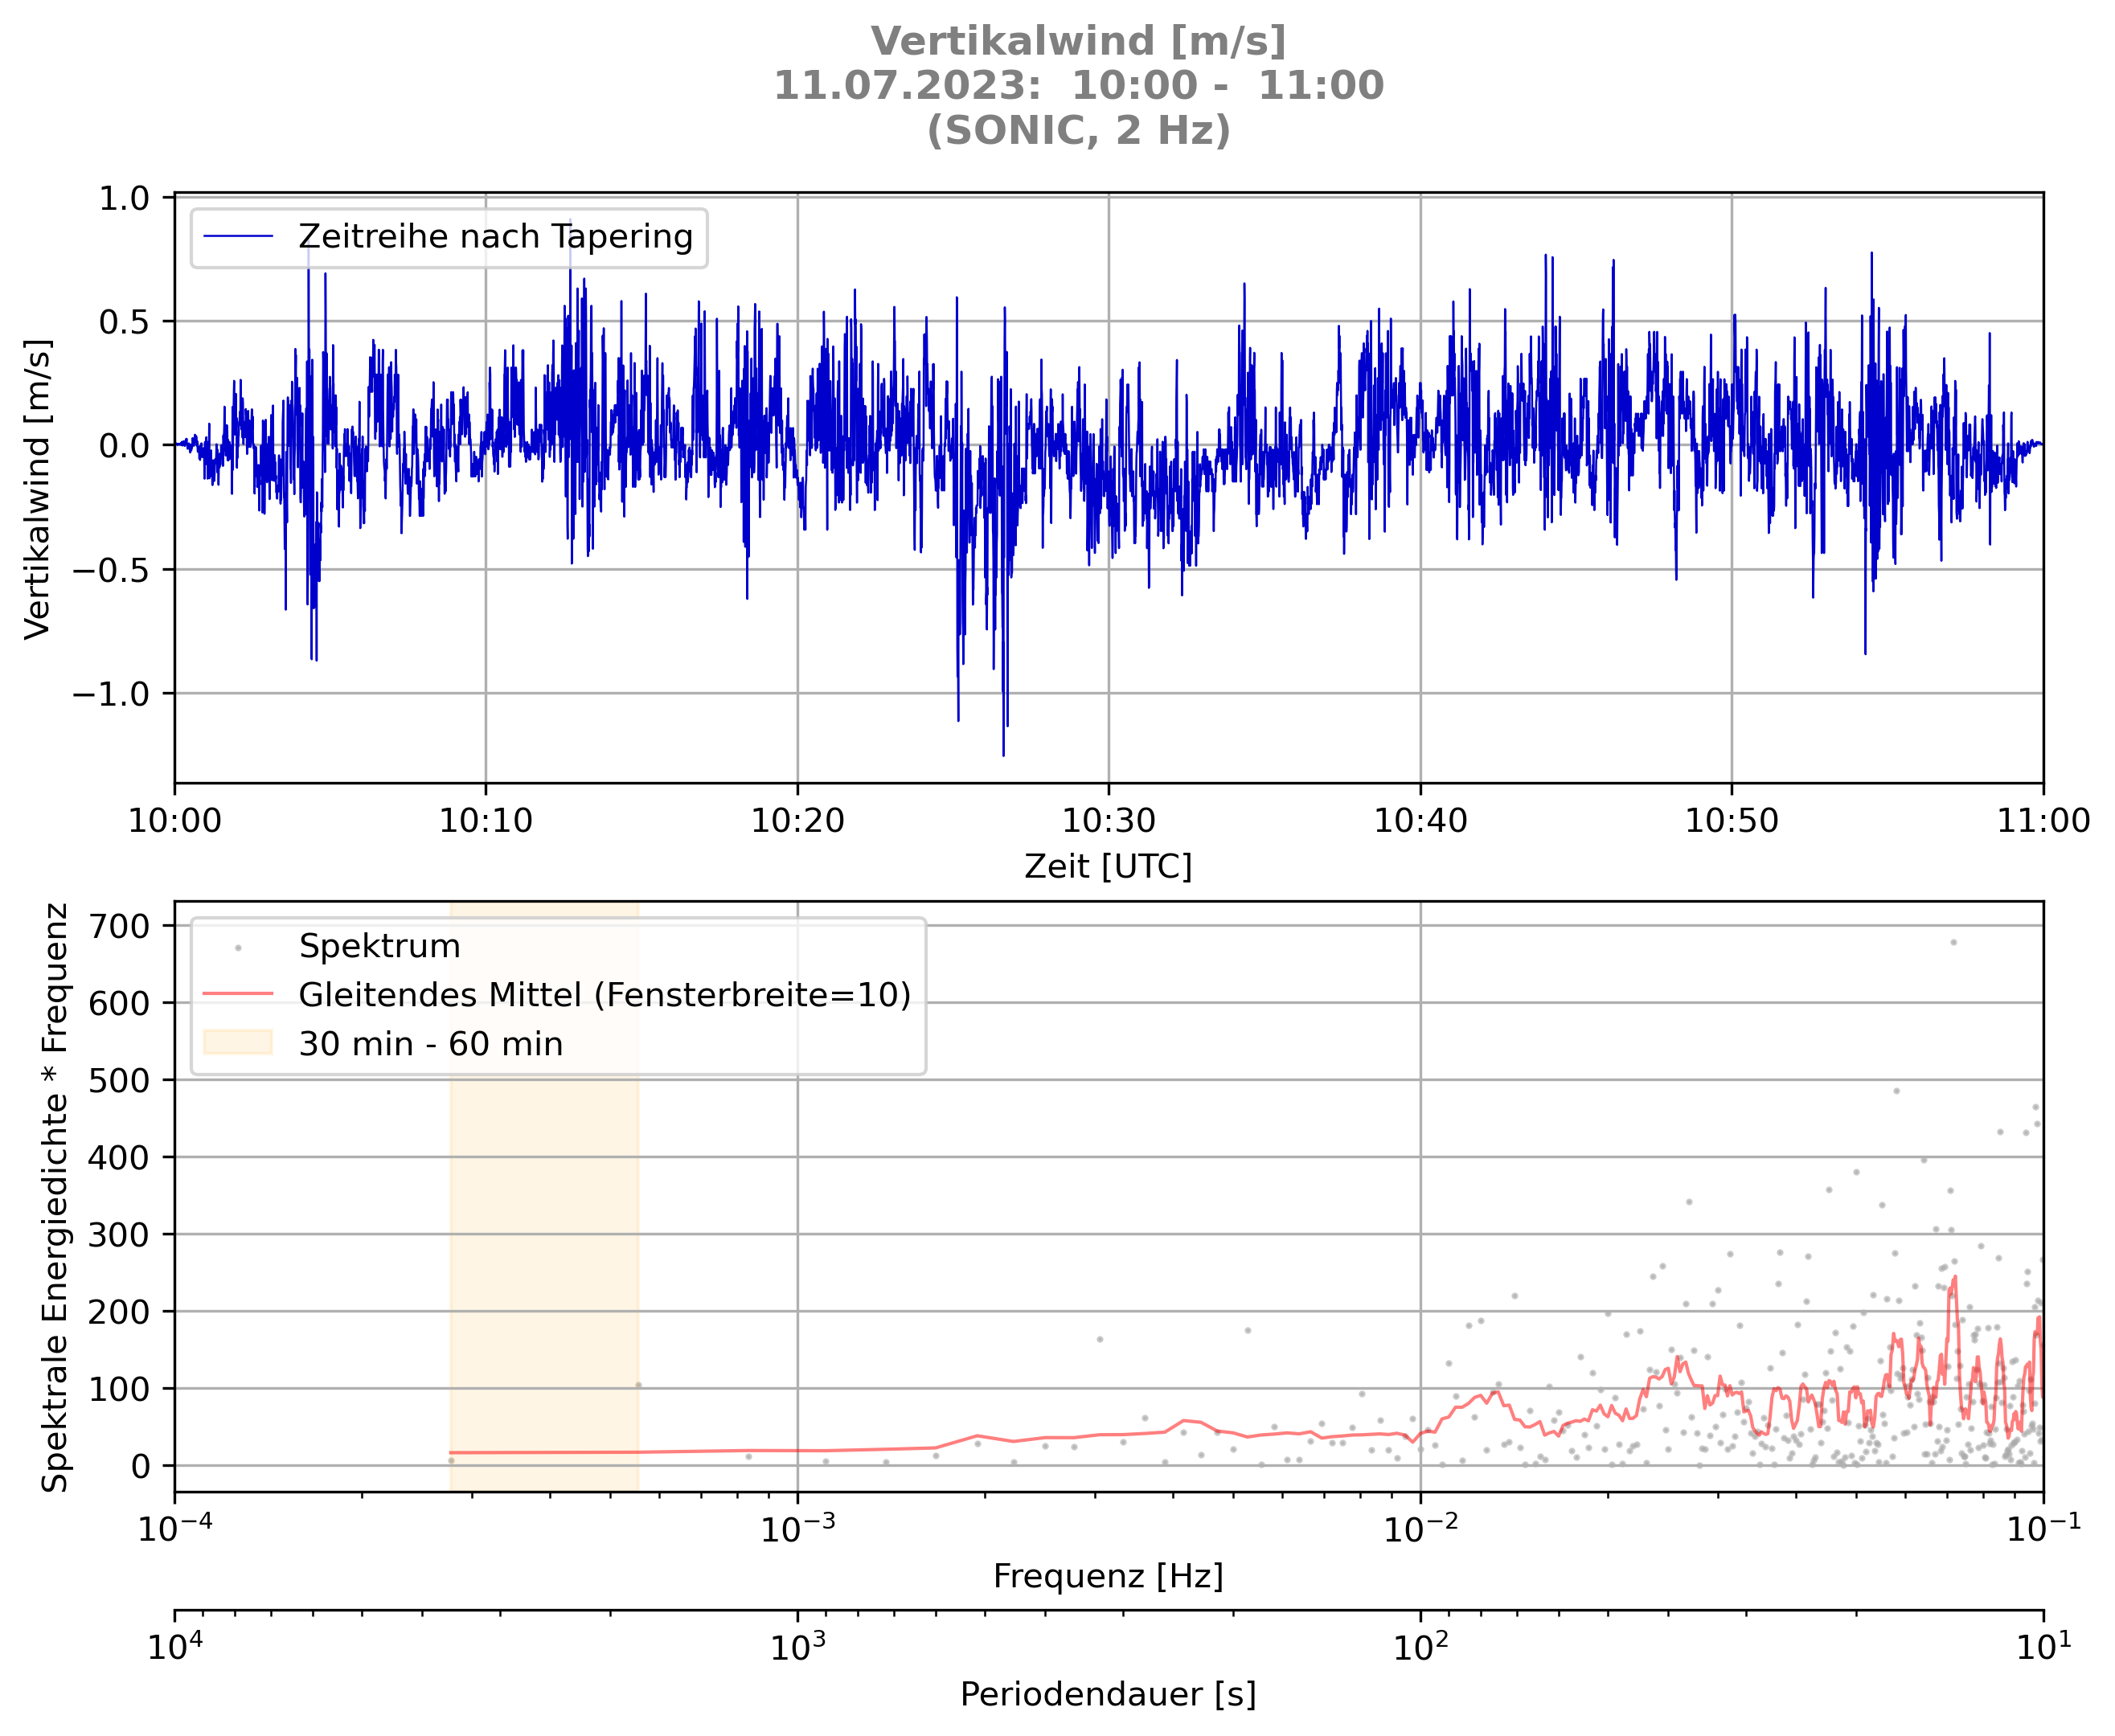 Vertikalwind [m/s]
11.07.2023:  10:00 -  11:00
(SONIC, 2 Hz)
Zeitreihe nach Tapering
Vertikalwind [m/s]
1.0
0.5
0.0
−0.5
−1.0
10:00 10:10 10:20 10:30 10:40 10:50 11:00
Zeit [UTC]
Spektrum
Gleitendes Mittel (Fensterbreite=10)
30 min - 60 min
Spektrale Energiedichte * Frequenz
700
600
500
400
300
200
100
0
10⁻⁴ 10⁻³ 10⁻² 10⁻¹
Frequenz [Hz]
10⁴ 10³ 10² 10¹
Periodendauer [s]